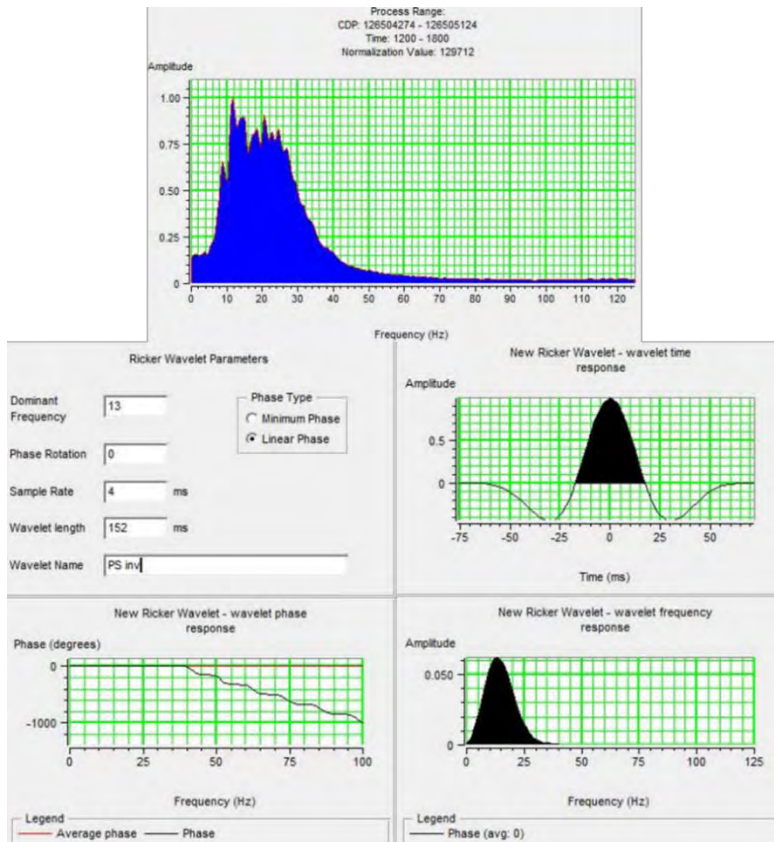 Process Range:
CDP: 126504274 - 126505124
Time: 1200 - 1800
Normalization Value: 129712
Amplitude
1.00
0.75
0.50
0.25
0
0 10 20 30 40 50 60 70 80 90 100 110 120
Frequency (Hz)
Ricker Wavelet Parameters
Dominant
Frequency
13
Phase Type
Minimum Phase
Linear Phase
Phase Rotation
0
Sample Rate
4
ms
Wavelet length
152
ms
Wavelet Name
PS inv
New Ricker Wavelet - wavelet time
response
Amplitude
0.5
0
-75 -50 -25 0 25 50
Time (ms)
New Ricker Wavelet - wavelet phase
response
Phase (degrees)
0
-1000
0 25 50 75 100
Frequency (Hz)
Legend
Average phase
Phase
New Ricker Wavelet - wavelet frequency
response
Amplitude
0.050
0
0 25 50 75 100 125
Frequency (Hz)
Legend
Phase (avg: 0)